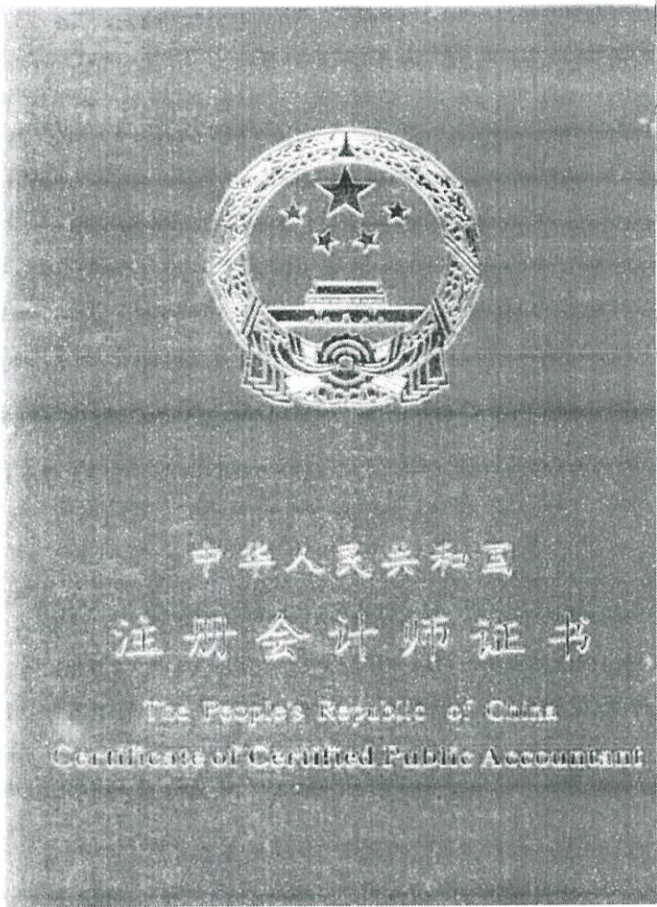 中华人民共和国
注册会计师证书
The People's Republic of China
Certificate of Certified Public Accountant